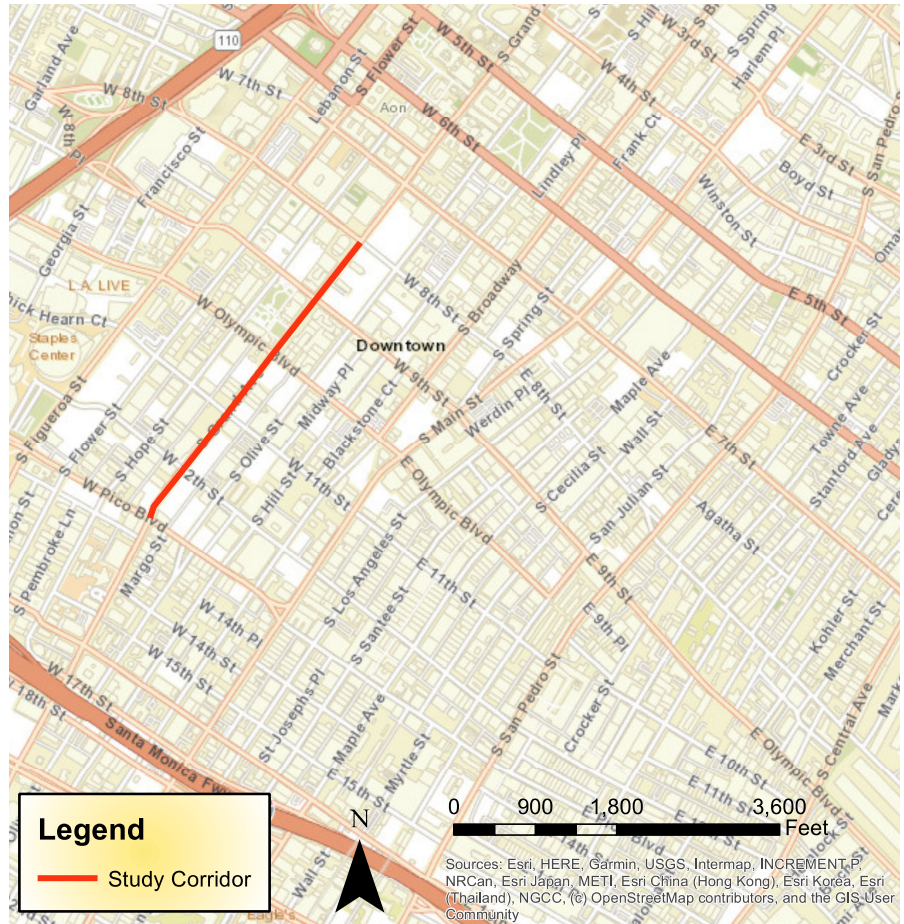 Garland Ave
110
Lebanon St
S Flower St
W 5th St
S Grand
S Hill
W 3rd St
S Spring
Harlem Pl
W 8th St
W 7th St
W 8th Pl
Aon
W 6th St
W 4th St
Frank Ct
Lindley Pl
E 3rd St
S San Pedro S
Francisco St
Boyd St
Winston St
Omar
Georgia St
L.A. LIVE
W 8th St
S Broadway
E 5th St
hick Hearn Ct
Staples
Center
W Olympic Blvd
S Spring St
Crocker St
Downtown
W 9th St
Midway Pl
Blackstone Ct
S Main St
Werdin Pl
E 8th St
Maple Ave
Wall St
E 7th St
Towne Ave
Stanford Ave
Glady
Cere
S Figueroa St
S Flower St
S Hope St
S Olive St
W 12th St
S Hill St
W 11th St
E Olympic Blvd
S Cecilia St
San Julian St
Agatha St
W Pico Blvd
S Pembroke Ln
Margo St
S Los Angeles St
E 11th St
E 9th St
S Santee St
E 9th Pl
Kohler St
Merchant St
W 14th Pl
W 14th St
W 15th St
W 17th St
W 18th St
Santa Monica Fw
St Josephs Pl
Maple Ave
Myrtle St
E 15th St
S San Pedro St
Crocker St
E 10th St
E 11th St
E Olympic Blvd
S Central Ave
Mark
Wall St
Eagle's
Legend
Study Corridor
N
0 900 1,800 3,600
Feet
Sources: Esri, HERE, Garmin, USGS, Intermap, INCREMENT P,
NRCan, Esri Japan, METI, Esri China (Hong Kong), Esri Korea, Esri
(Thailand), NGCC, (c) OpenStreetMap contributors, and the GIS User
Community